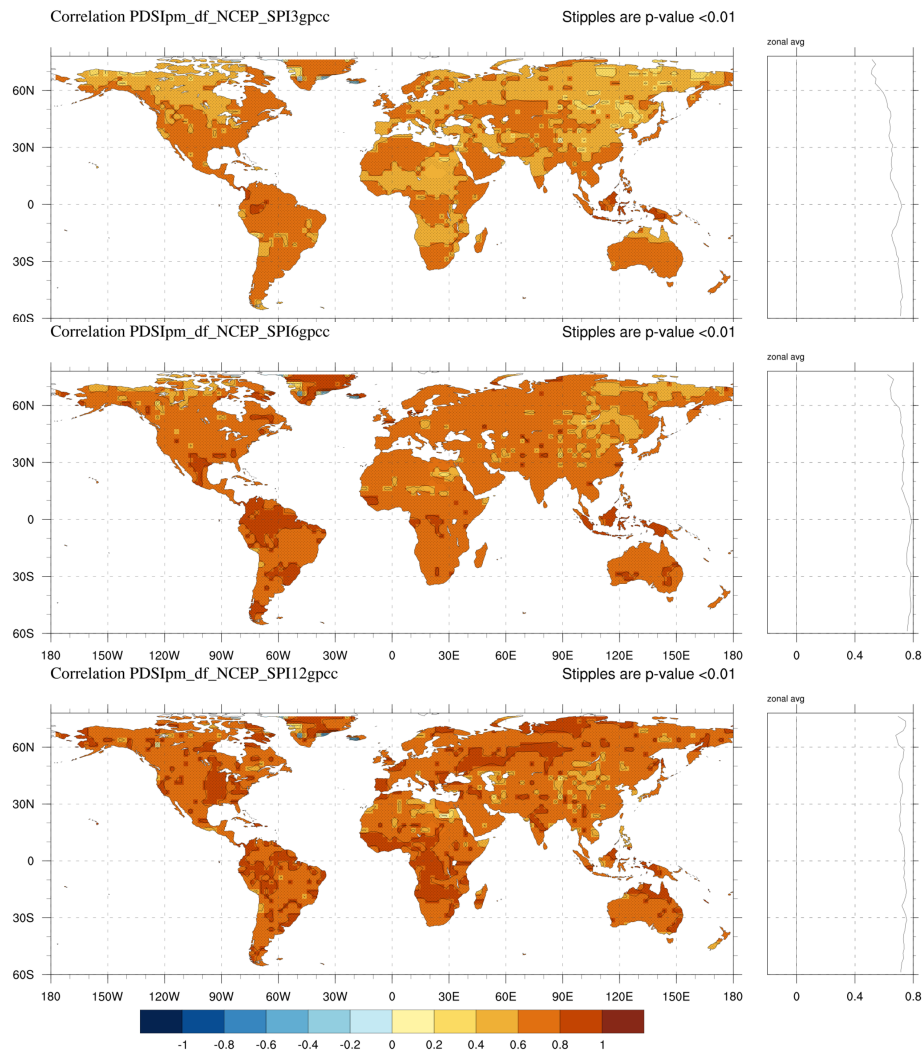 Correlation PDSIpm_df_NCEP_SPI3gpcc Stipples are p-value <0.01
zonal avg
60N
30N
0
30S
60S
Correlation PDSIpm_df_NCEP_SPI6gpcc Stipples are p-value <0.01
zonal avg
60N
30N
0
30S
60S
180 150W 120W 90W 60W 30W 0 30E 60E 90E 120E 150E 180 0 0.4 0.8
Correlation PDSIpm_df_NCEP_SPI12gpcc Stipples are p-value <0.01
zonal avg
60N
30N
0
30S
60S
180 150W 120W 90W 60W 30W 0 30E 60E 90E 120E 150E 180 0 0.4 0.8
-1 -0.8 -0.6 -0.4 -0.2 0 0.2 0.4 0.6 0.8 1